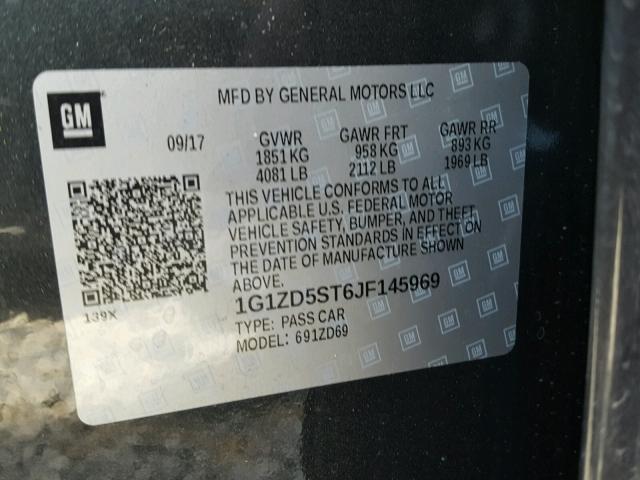 GM
MFD BY GENERAL MOTORS LLC
09/17 GVWR GAWR FRT GAWR RR
1851 KG 958 KG 893 KG
4081 LB 2112 LB 1969 LB
THIS VEHICLE CONFORMS TO ALL
APPLICABLE U.S. FEDERAL MOTOR
VEHICLE SAFETY, BUMPER, AND THEFT
PREVENTION STANDARDS IN EFFECT ON
THE DATE OF MANUFACTURE SHOWN
ABOVE.
139X
1G1ZD5ST6JF145969
TYPE: PASS CAR
MODEL: 691ZD69